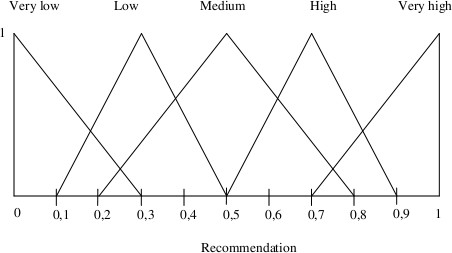 Very low Low Medium High Very high
1
0 0,1 0,2 0,3 0,4 0,5 0,6 0,7 0,8 0,9 1
Recommendation